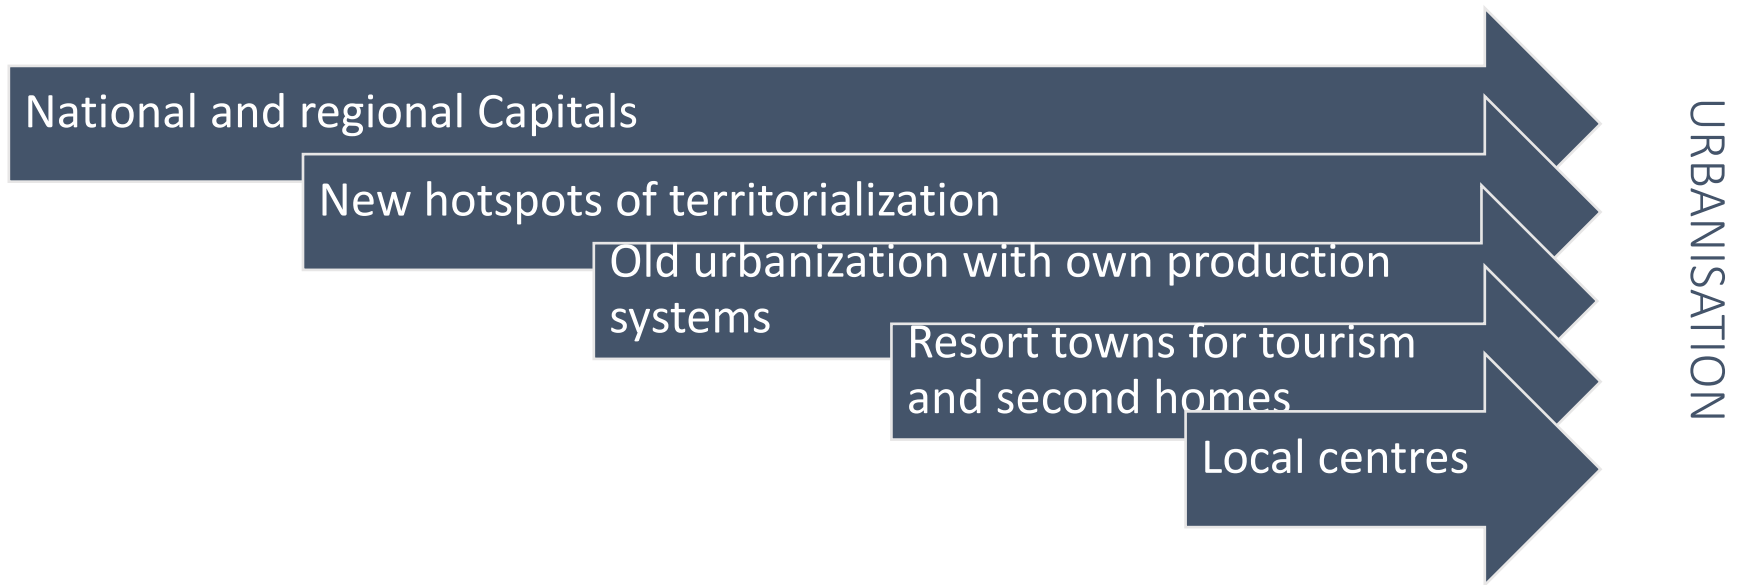 National and regional Capitals
New hotspots of territorialization
Old urbanization with own production
systems
Resort towns for tourism
and second homes
Local centres
URBANISATION